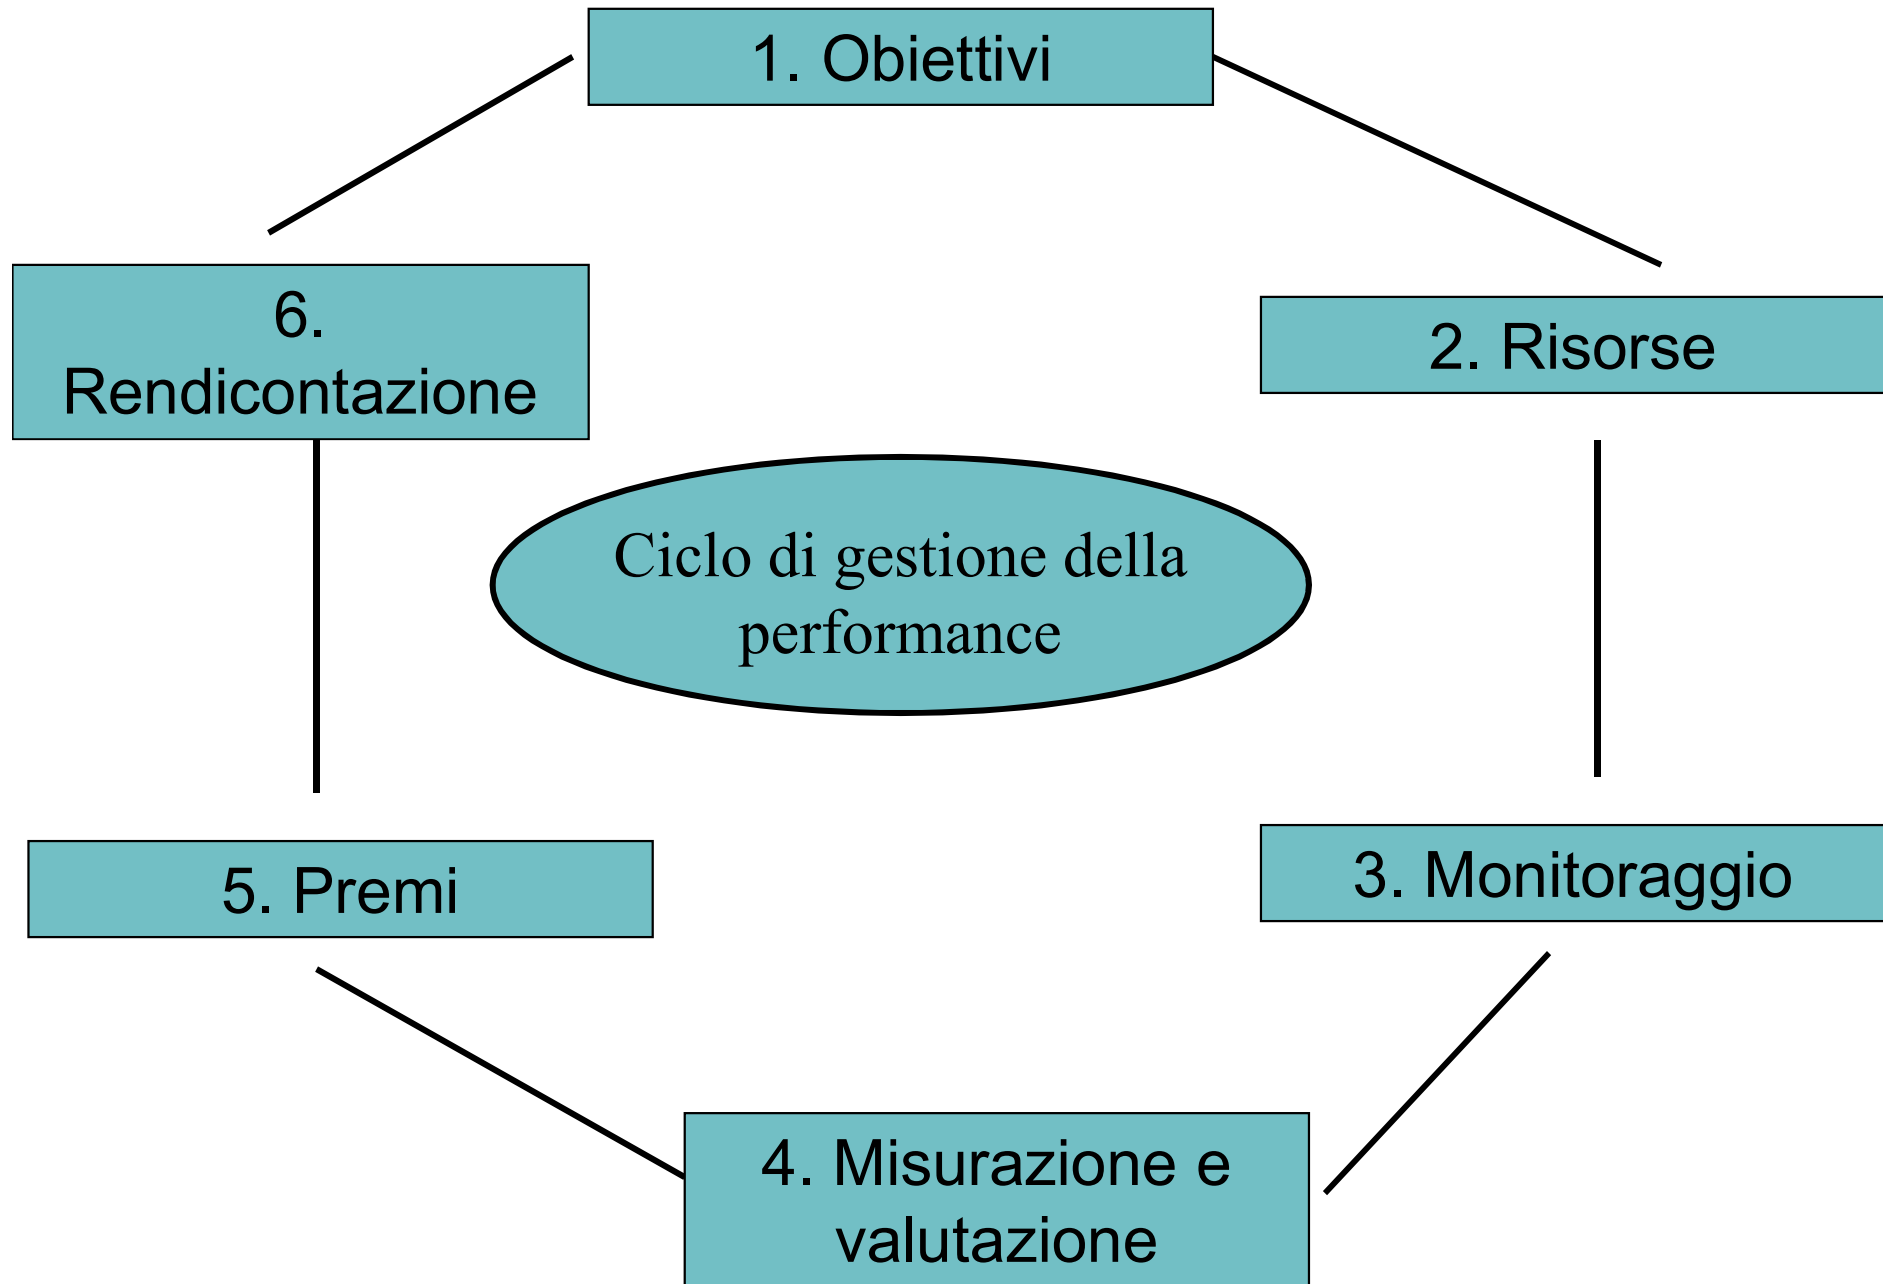 1. Obiettivi
2. Risorse
3. Monitoraggio
4. Misurazione e
valutazione
5. Premi
6.
Rendicontazione
Ciclo di gestione della
performance